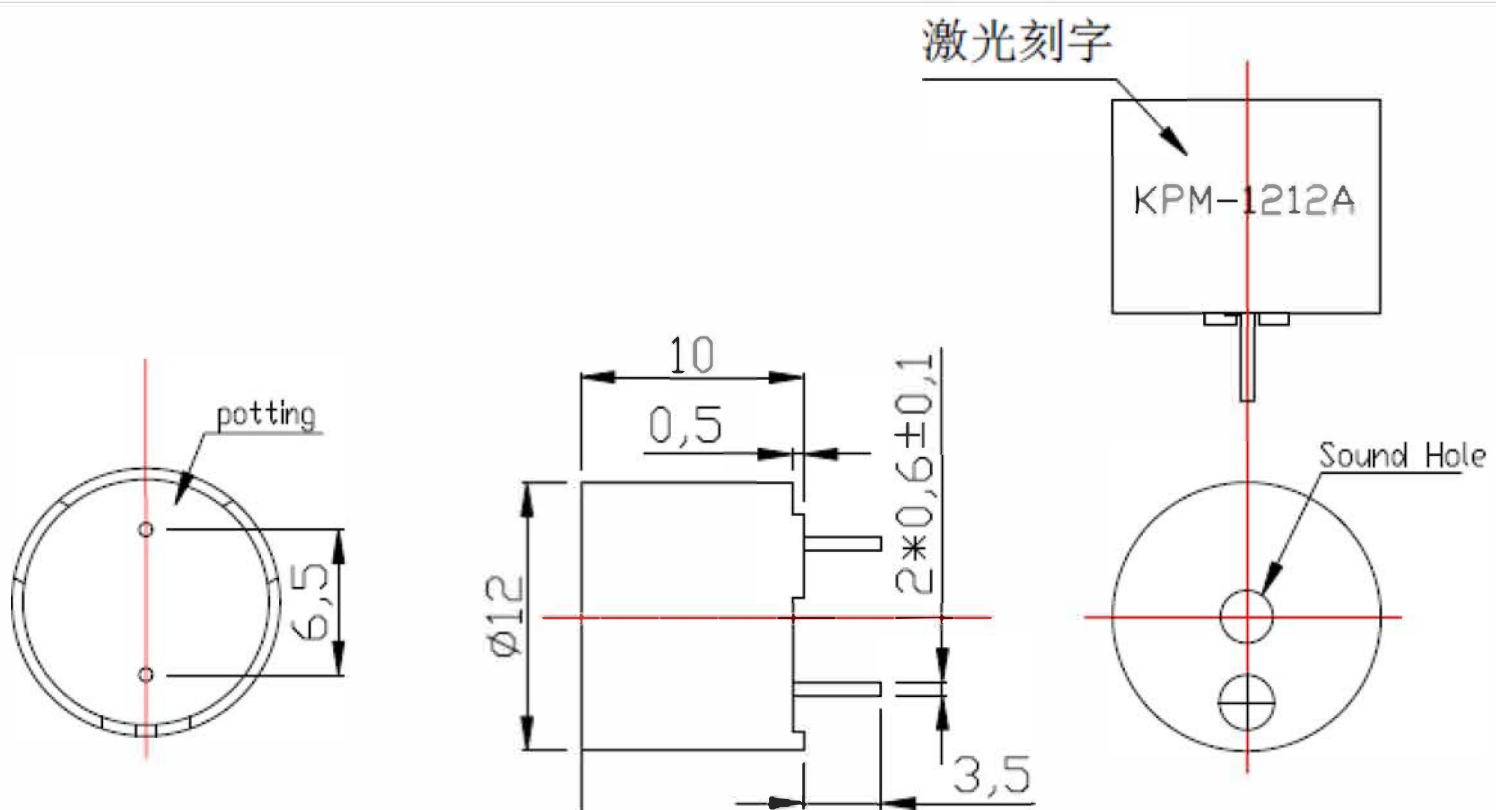 激光刻字
KPM-1212A
10
potting
0,5
2*0,6±0,1
Sound Hole
6,5
Ø12
3,5